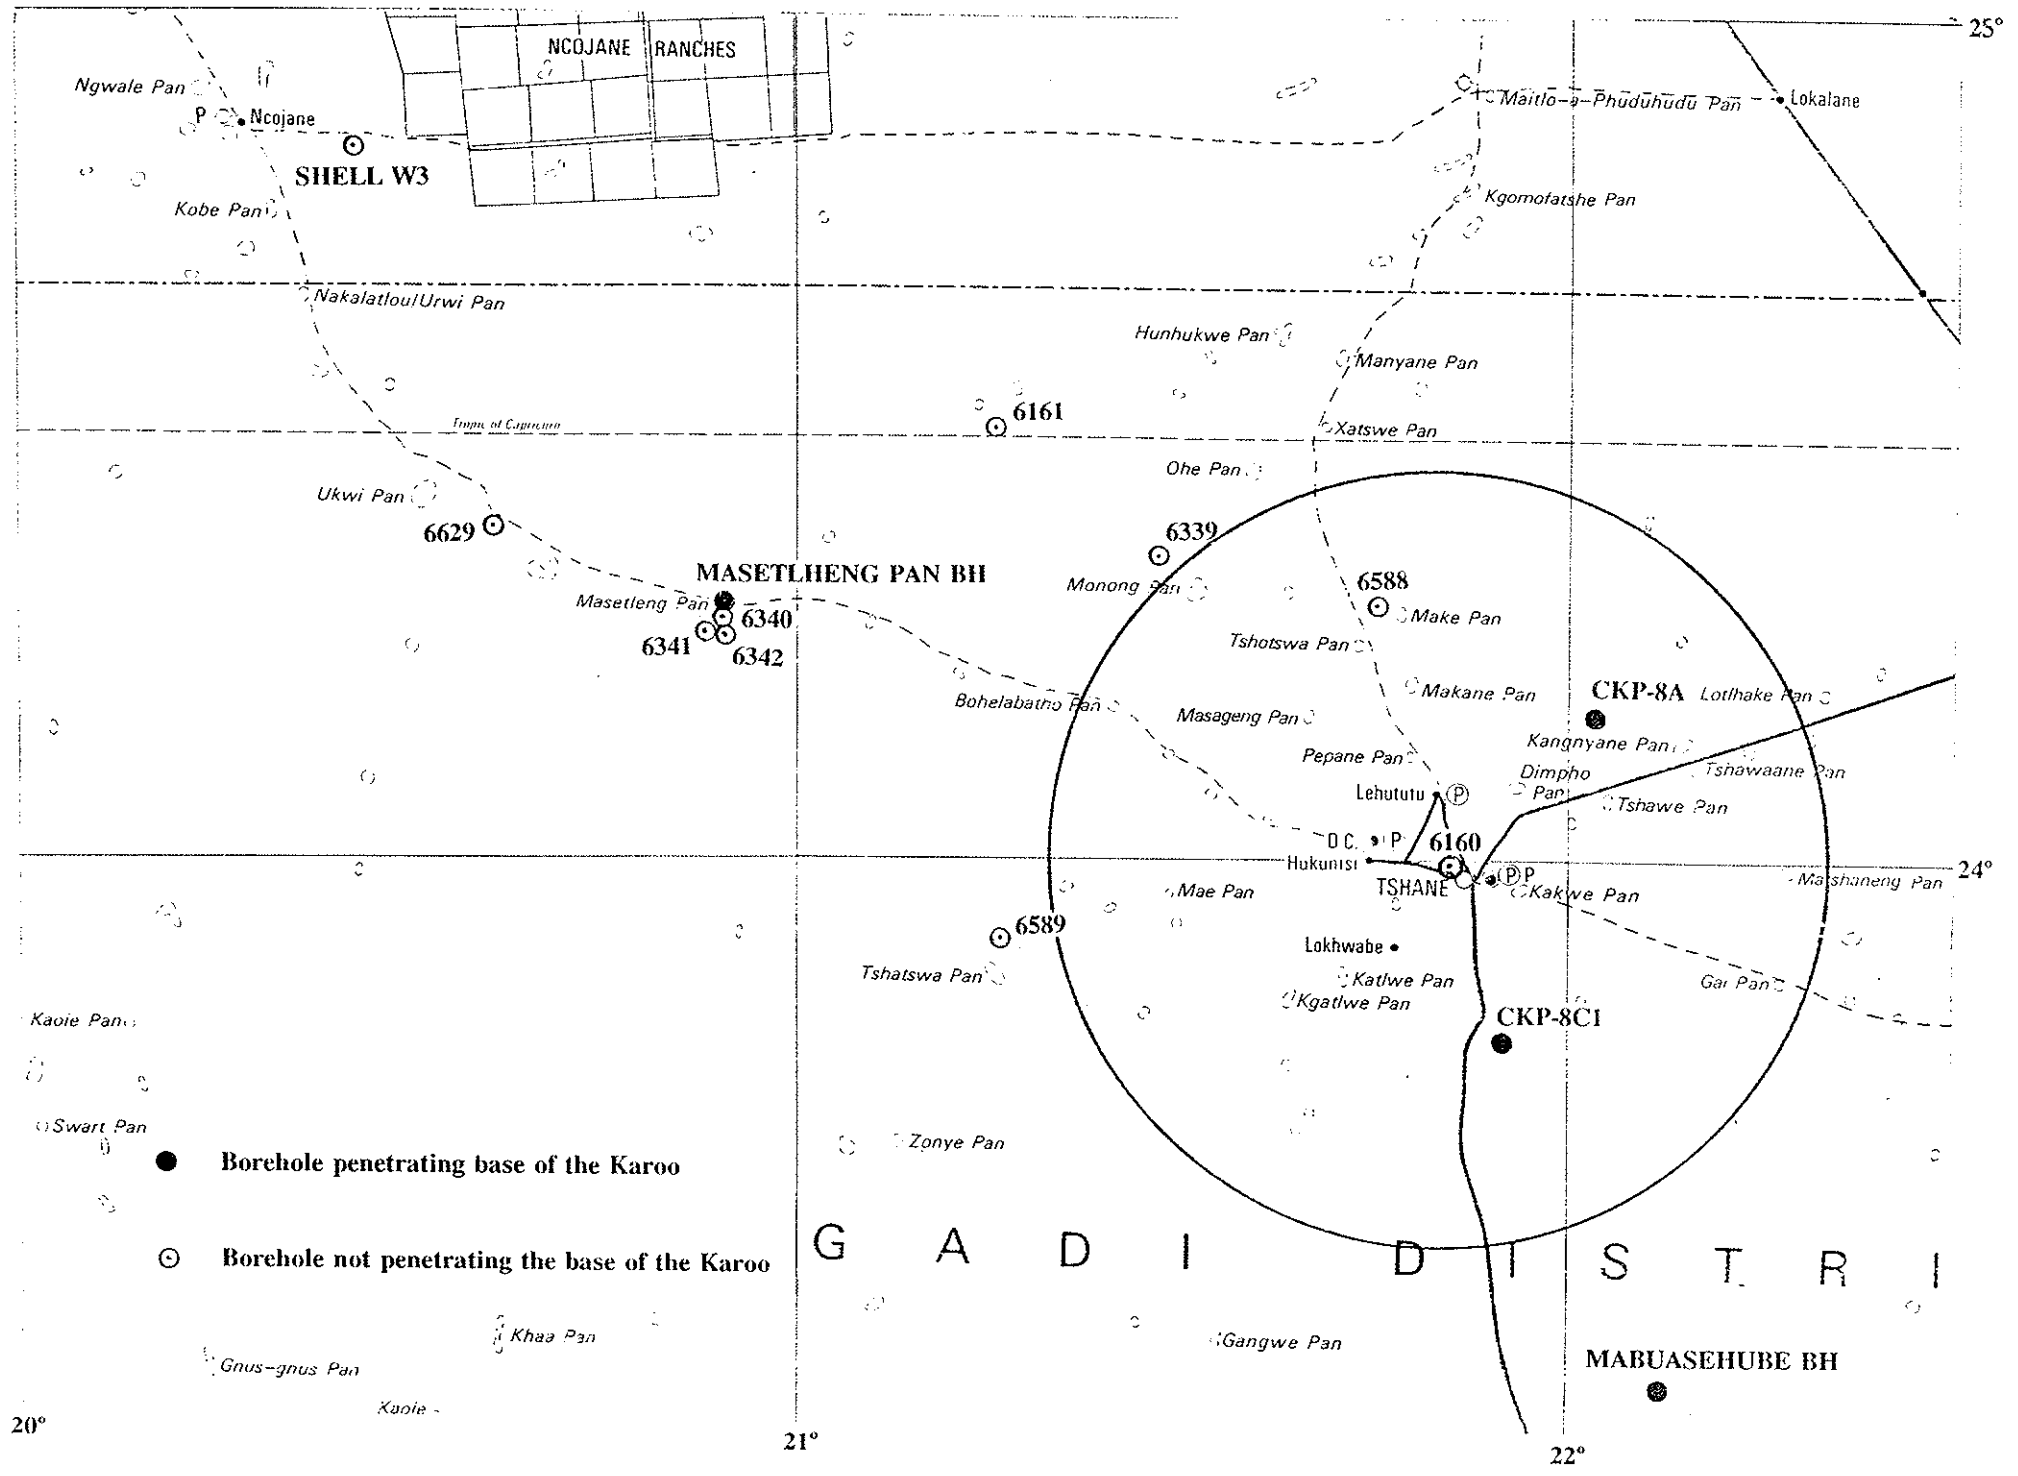 25°
NCOJANE RANCHES
Ngwale Pan
P
Ncojane
Maitlo-a-Phuduhudu Pan
Lokalane
SHELL W3
Kobe Pan
Kgomofatshe Pan
Nakalatlou/Urwi Pan
Hunhukwe Pan
Manyane Pan
6161
Tropic of Capricorn
Xatswe Pan
Ohe Pan
Ukwi Pan
6629
6339
MASETLHENG PAN BH
Monong Pan
6588
Masetleng Pan
6340
Make Pan
6341
6342
Tshotswa Pan
Makane Pan
CKP-8A
Lotlhake Pan
Bohelabatho Pan
Masageng Pan
Kangnyane Pan
Pepane Pan
Dimpho
Pan
Tshawaane Pan
Lehututu
P
Tshawe Pan
D.C.
P
6160
Hukuntsi
24°
TSHANE
P P
Mae Pan
Kakwe Pan
Matshaneng Pan
6589
Lokhwabe
Tshatswa Pan
Katlwe Pan
Kgatlwe Pan
Gai Pan
Kaoie Pan
CKP-8C1
Swart Pan
Zonye Pan
Borehole penetrating base of the Karoo
G A D I D I S T R I
Borehole not penetrating the base of the Karoo
Khaa Pan
Gangwe Pan
Gnus-gnus Pan
MABUASEHUBE BH
Kaoie
20°
21°
22°